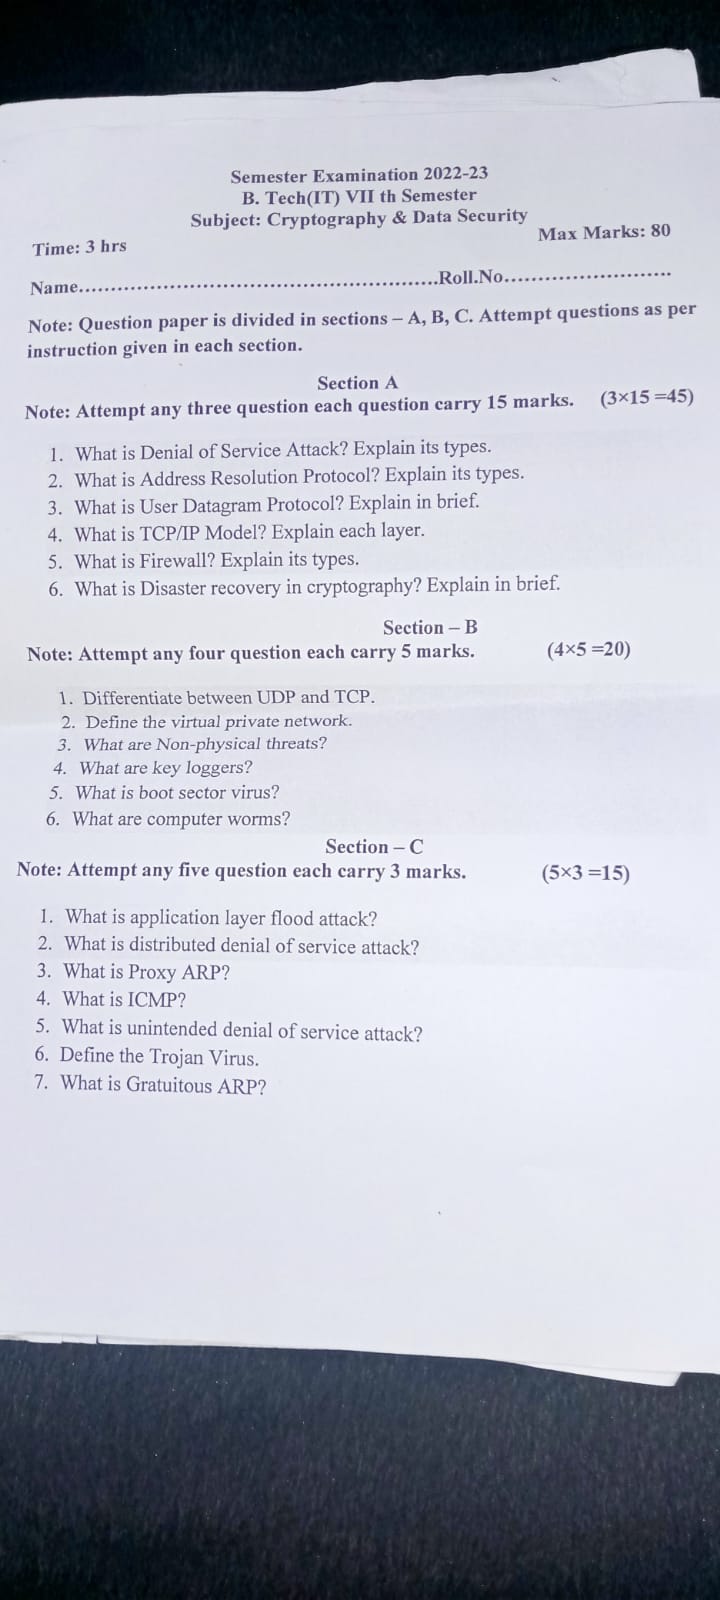 Semester Examination 2022-23
B. Tech(IT) VII th Semester
Subject: Cryptography & Data Security
Time: 3 hrs Max Marks: 80
Name.........................................................Roll.No..........................
Note: Question paper is divided in sections – A, B, C. Attempt questions as per
instruction given in each section.
Section A
Note: Attempt any three question each question carry 15 marks. (3×15 =45)
1. What is Denial of Service Attack? Explain its types.
2. What is Address Resolution Protocol? Explain its types.
3. What is User Datagram Protocol? Explain in brief.
4. What is TCP/IP Model? Explain each layer.
5. What is Firewall? Explain its types.
6. What is Disaster recovery in cryptography? Explain in brief.
Section – B
Note: Attempt any four question each carry 5 marks. (4×5 =20)
1. Differentiate between UDP and TCP.
2. Define the virtual private network.
3. What are Non-physical threats?
4. What are key loggers?
5. What is boot sector virus?
6. What are computer worms?
Section – C
Note: Attempt any five question each carry 3 marks. (5×3 =15)
1. What is application layer flood attack?
2. What is distributed denial of service attack?
3. What is Proxy ARP?
4. What is ICMP?
5. What is unintended denial of service attack?
6. Define the Trojan Virus.
7. What is Gratuitous ARP?